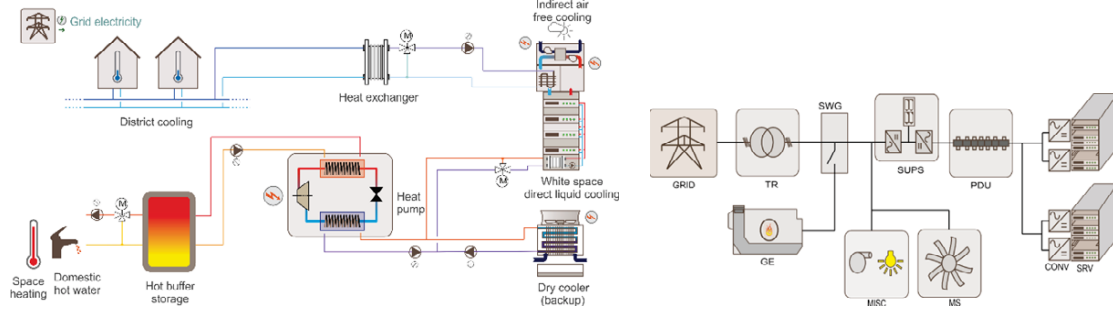 Grid electricity
Indirect air
free cooling
M
Heat exchanger
District cooling
White space
direct liquid cooling
M
Heat
pump
M
Space
heating
Domestic
hot water
Hot buffer
storage
Dry cooler
(backup)
SWG
GRID
TR
SUPS
PDU
GE
MISC
MS
CONV
SRV